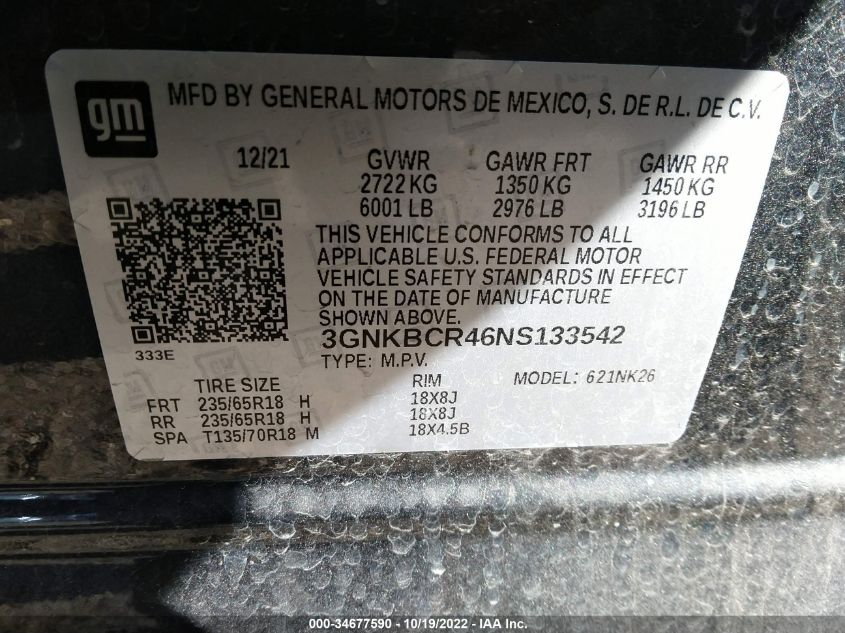 gm
MFD BY GENERAL MOTORS DE MEXICO, S. DE R.L. DE C.V.
12/21 GVWR GAWR FRT GAWR RR
2722 KG 1350 KG 1450 KG
6001 LB 2976 LB 3196 LB
THIS VEHICLE CONFORMS TO ALL
APPLICABLE U.S. FEDERAL MOTOR
VEHICLE SAFETY STANDARDS IN EFFECT
ON THE DATE OF MANUFACTURE
SHOWN ABOVE.
3GNKBCR46NS133542
333E
TYPE: M.P.V.
TIRE SIZE RIM MODEL: 621NK26
FRT 235/65R18 H 18X8J
RR 235/65R18 H 18X8J
SPA T135/70R18 M 18X4.5B
000-34677590 - 10/19/2022 - IAA Inc.